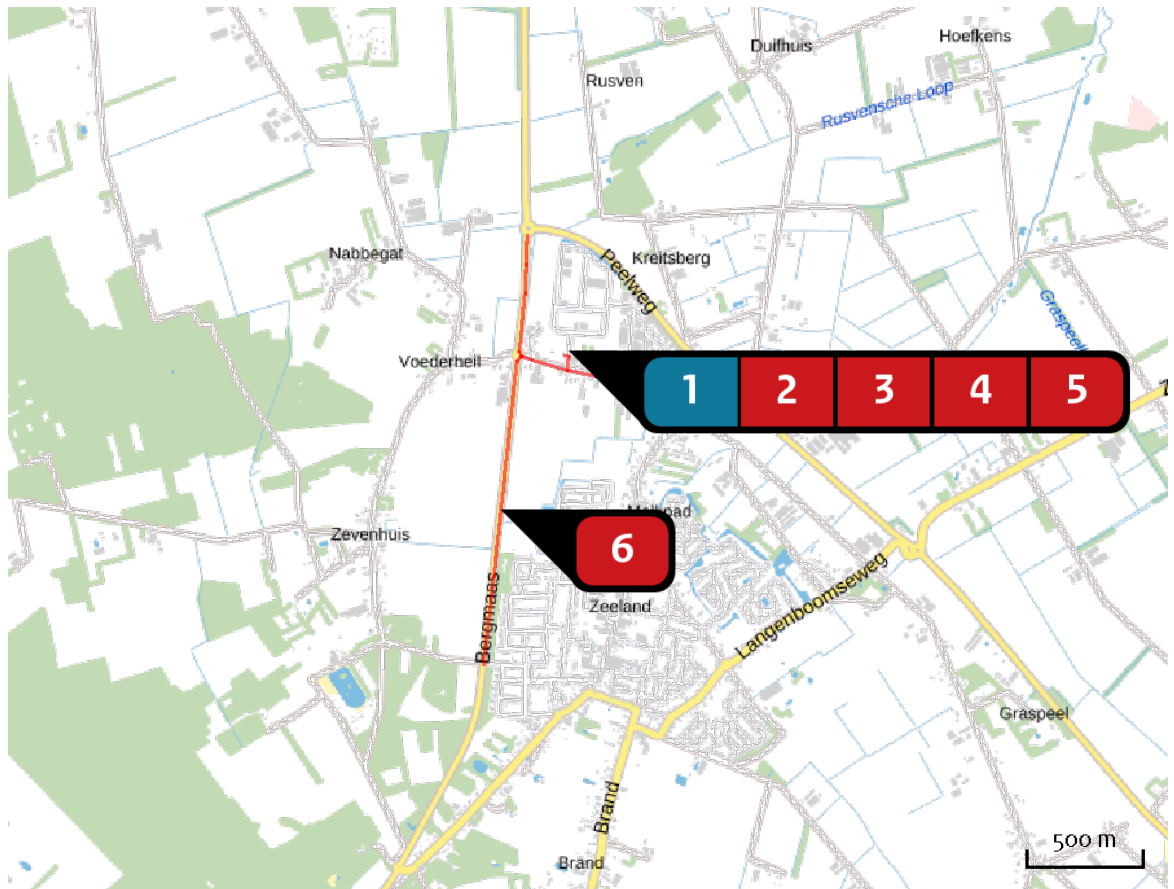 Hoefkens
Duifhuis
Rusven
Rusvensche Loop
Nabbegat
Kreitsberg
Peelweg
Graspeel
Voederheil
1 2 3 4 5
Zevenhuis
6
Zeeland
Bergmaas
Langenboomseweg
Graspeel
Brand
Brand
500 m